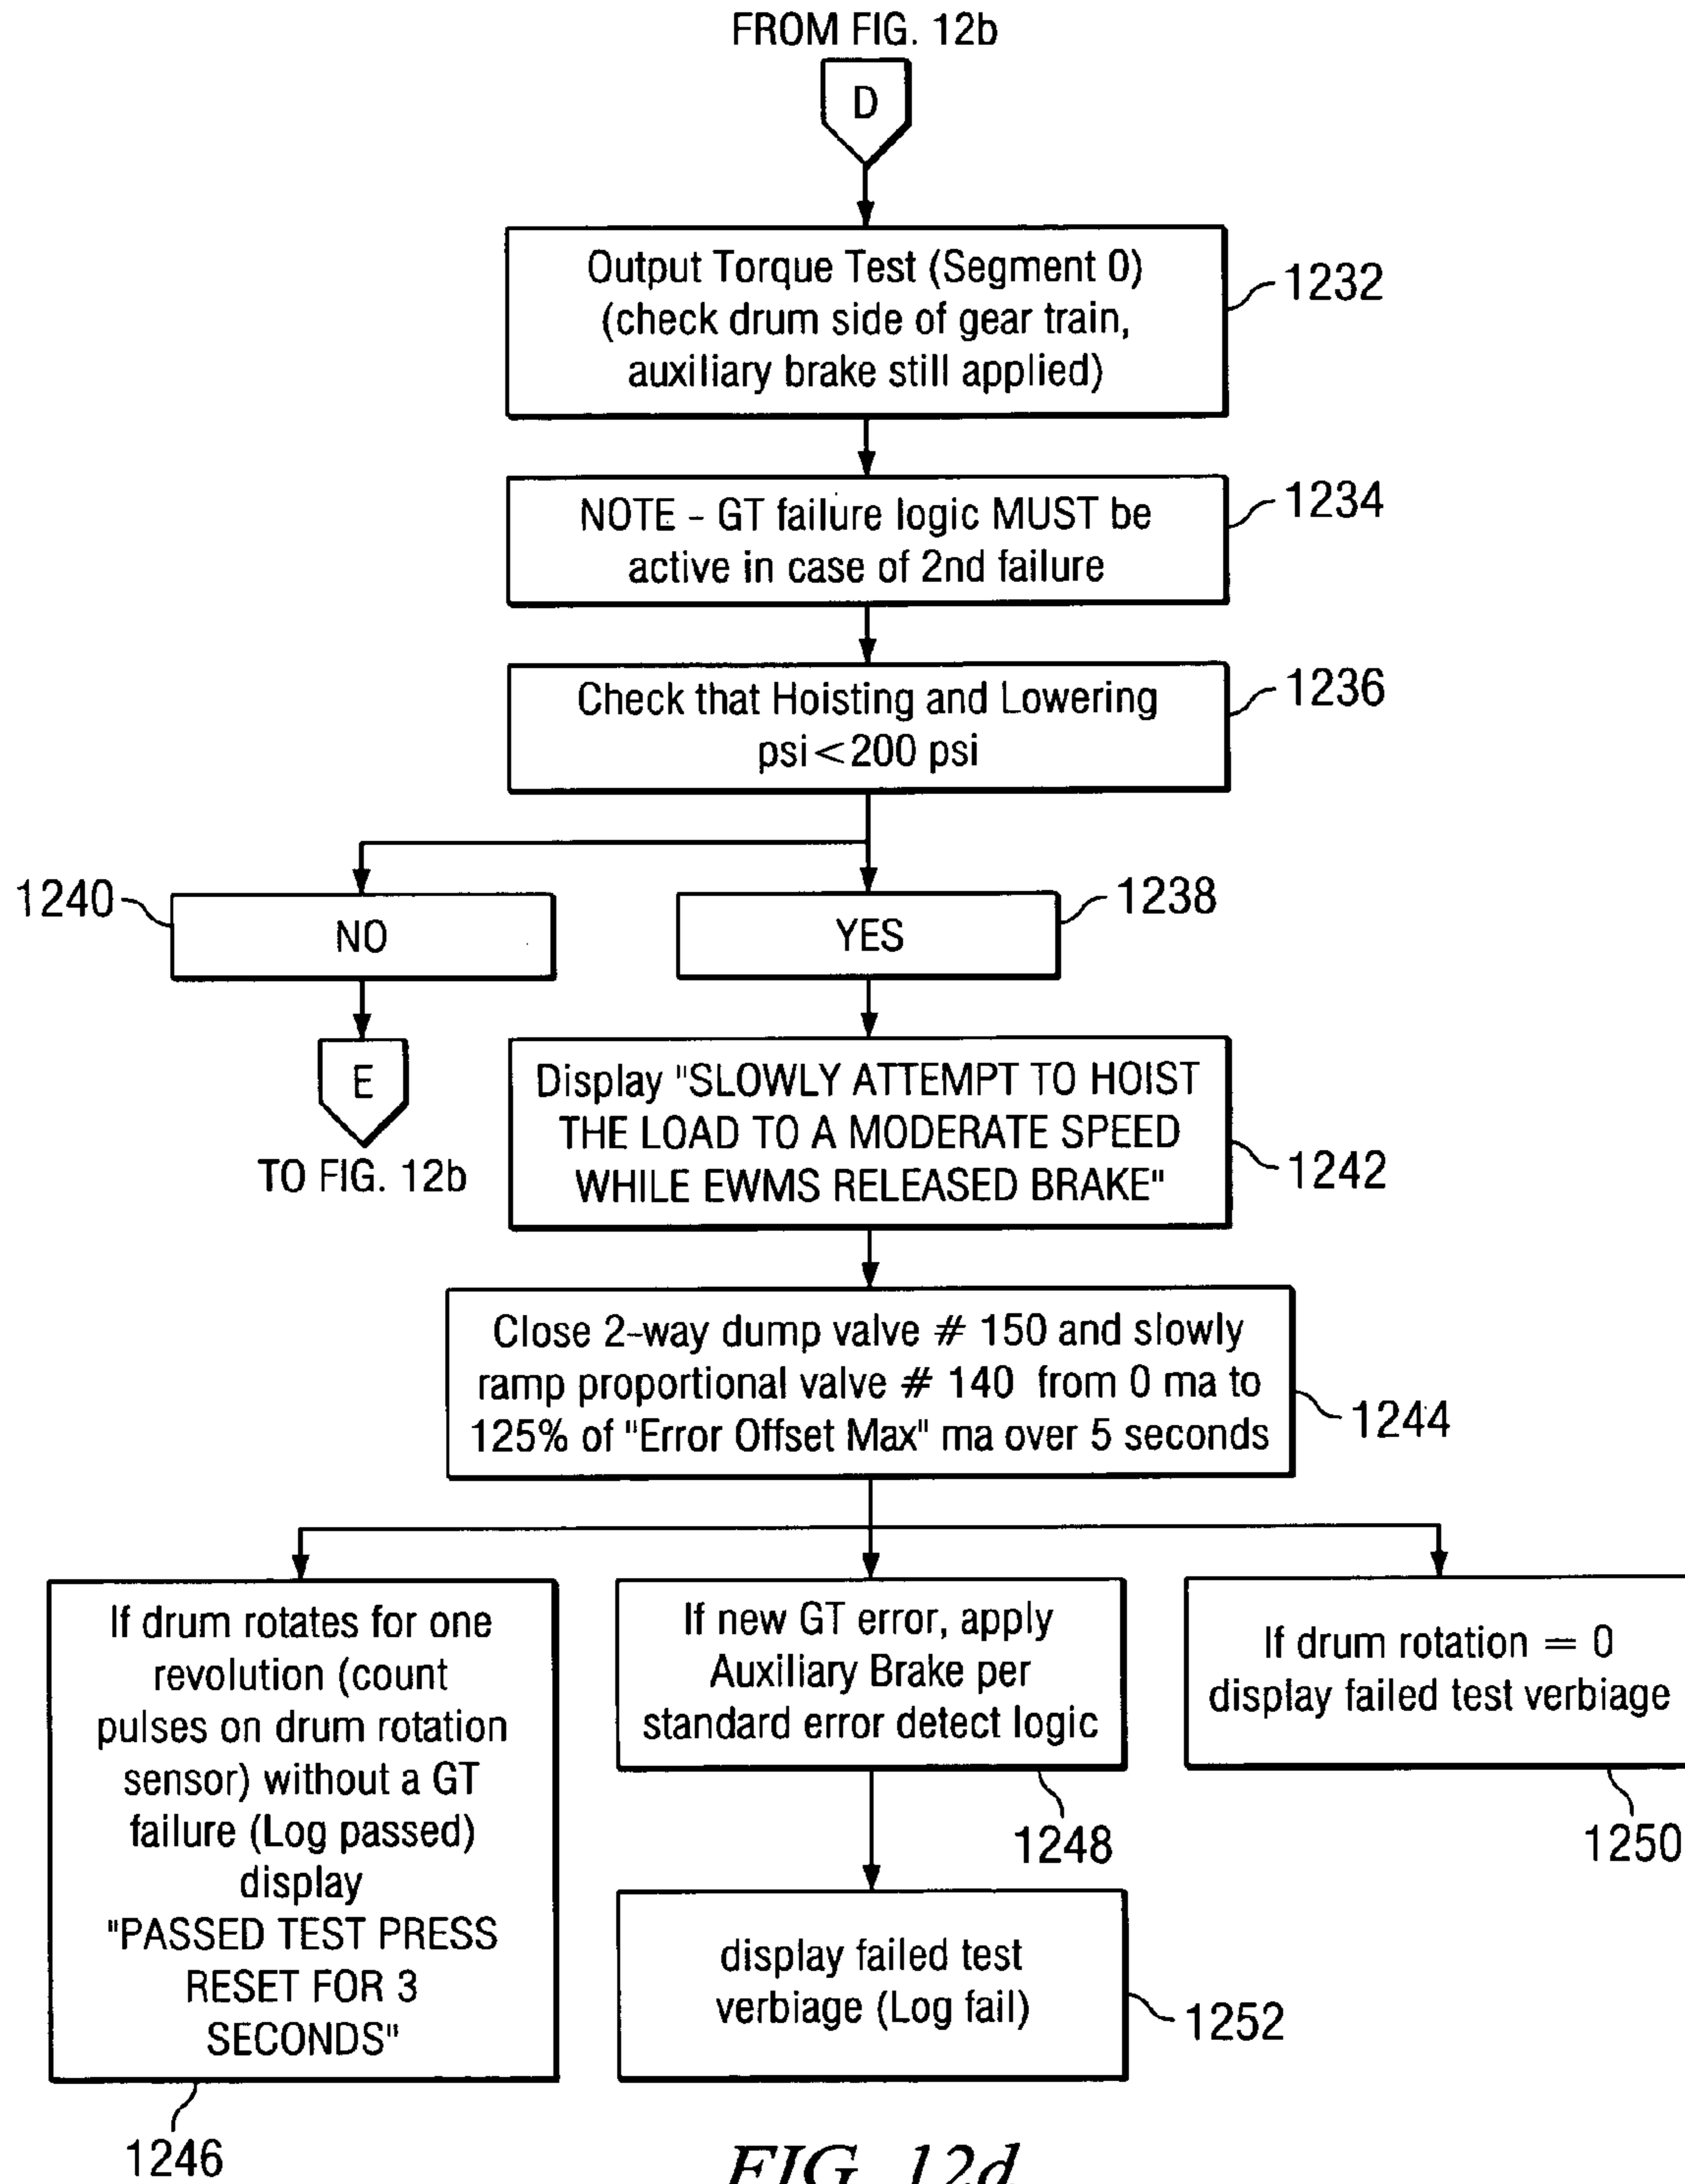 FROM FIG. 12b
D
Output Torque Test (Segment 0)
(check drum side of gear train,
auxiliary brake still applied)
1232
NOTE - GT failure logic MUST be
active in case of 2nd failure
1234
Check that Hoisting and Lowering
psi<200 psi
1236
1240
NO
YES
1238
E
TO FIG. 12b
Display "SLOWLY ATTEMPT TO HOIST
THE LOAD TO A MODERATE SPEED
WHILE EWMS RELEASED BRAKE"
1242
Close 2-way dump valve # 150 and slowly
ramp proportional valve # 140 from 0 ma to
125% of "Error Offset Max" ma over 5 seconds
1244
If drum rotates for one
revolution (count
pulses on drum rotation
sensor) without a GT
failure (Log passed)
display
"PASSED TEST PRESS
RESET FOR 3
SECONDS"
1246
If new GT error, apply
Auxiliary Brake per
standard error detect logic
1248
If drum rotation = 0
display failed test verbiage
1250
display failed test
verbiage (Log fail)
1252
FIG. 12d